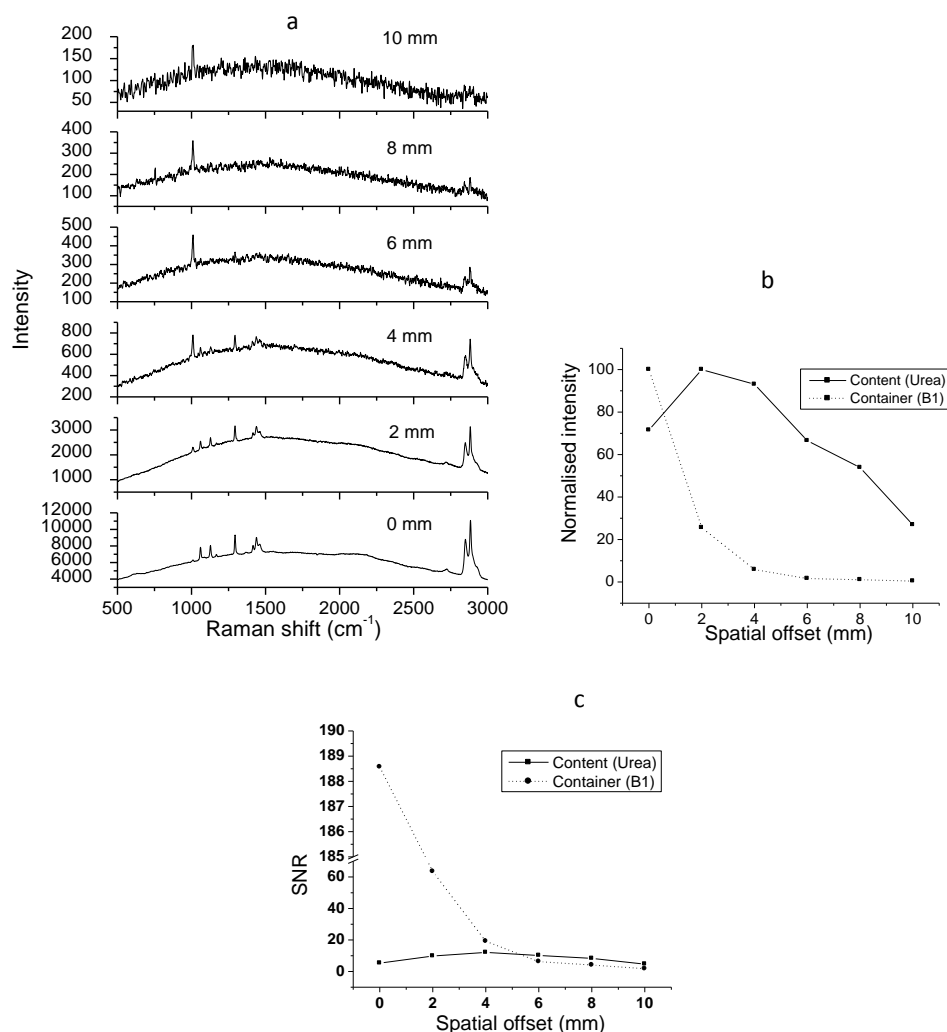 a
10 mm
200
150
100
50
8 mm
400
300
200
100
6 mm
500
400
300
200
100
4 mm
800
600
400
200
2 mm
3000
2000
1000
0 mm
12000
10000
8000
6000
4000
500 1000 1500 2000 2500 3000
Raman shift (cm-1)
Intensity
b
100
80
60
40
20
0
0 2 4 6 8 10
Spatial offset (mm)
Normalised intensity
Content (Urea)
Container (B1)
c
190
189
188
187
186
185
60
40
20
0
0 2 4 6 8 10
Spatial offset (mm)
SNR
Content (Urea)
Container (B1)